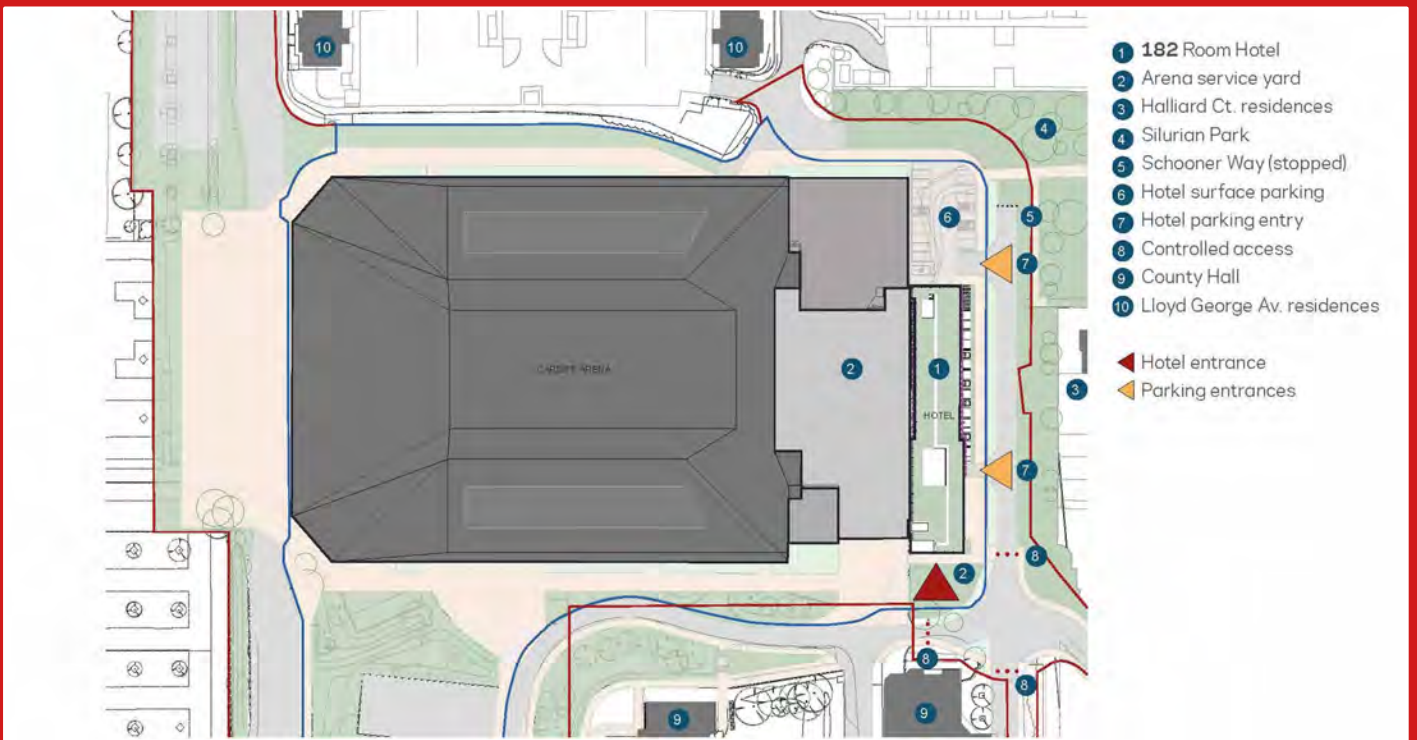 10
10
4
5
6
7
CARDIFF ARENA
2
1
HOTEL
3
7
8
2
8
8
9
9
1 182 Room Hotel
2 Arena service yard
3 Halliard Ct. residences
4 Silurian Park
5 Schooner Way (stopped)
6 Hotel surface parking
7 Hotel parking entry
8 Controlled access
9 County Hall
10 Lloyd George Av. residences
Hotel entrance
Parking entrances